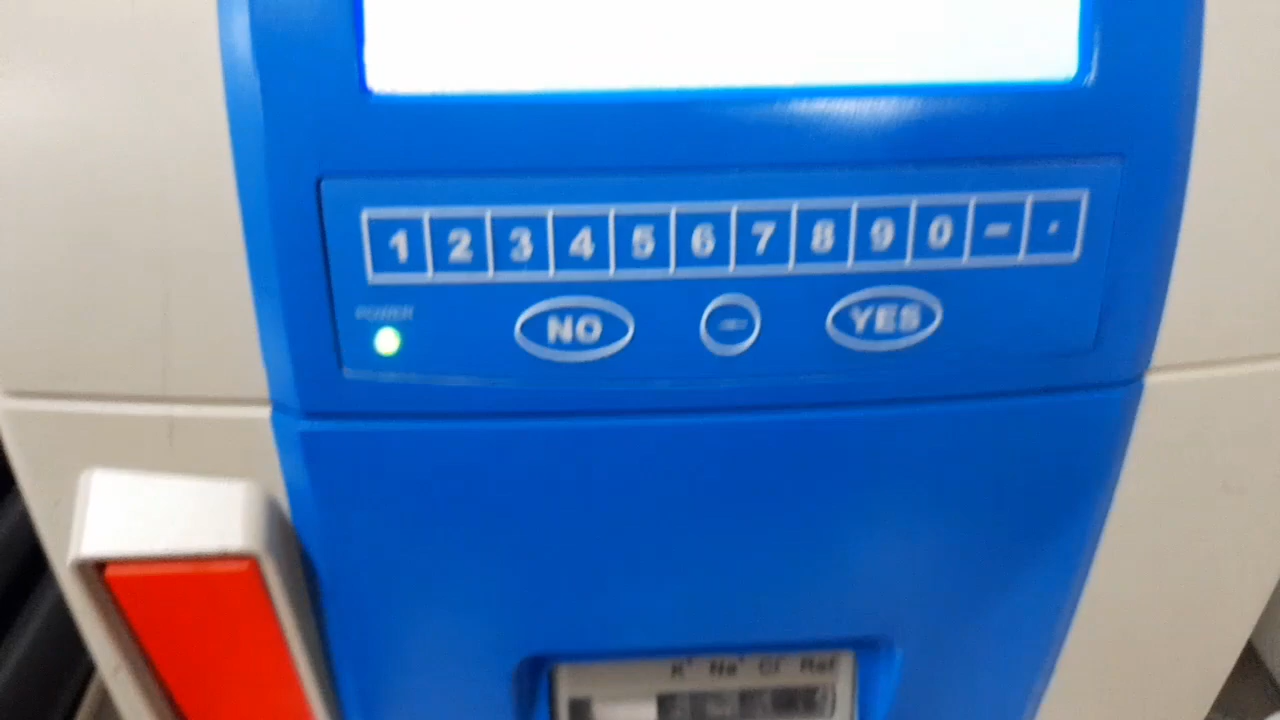 1 2 3 4 5 6 7 8 9 0 - .
POWER
NO YES
K⁺ Na⁺ Cl⁻ Ref